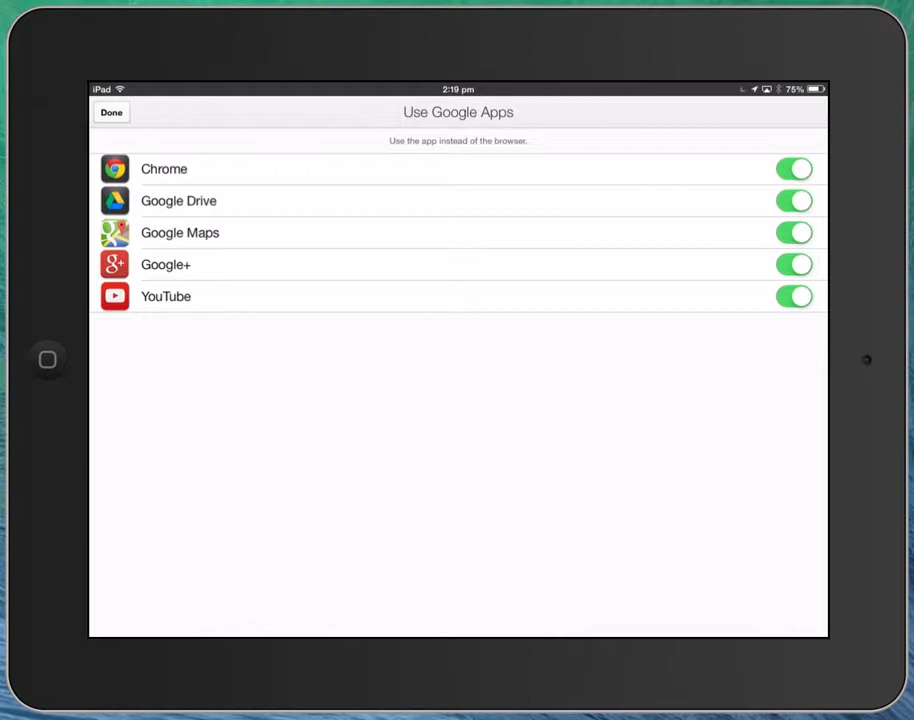 iPad 2:19 pm 75%
Done Use Google Apps
Use the app instead of the browser.
Chrome
Google Drive
Google Maps
g+ Google+
YouTube